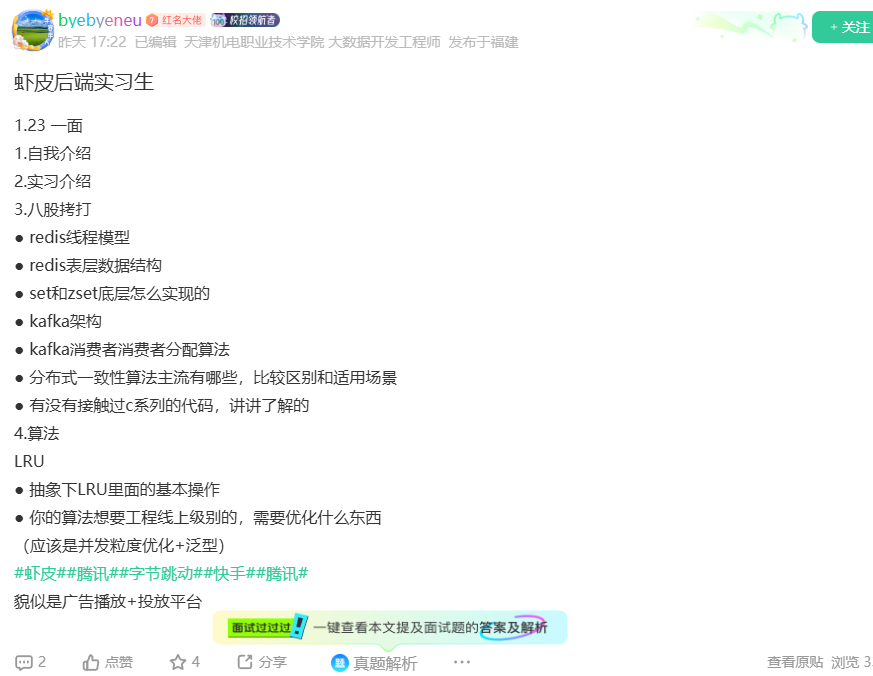 byebyeneu 7 红名大佬 100 校招领航者
+ 关注
昨天 17:22 已编辑 天津机电职业技术学院 大数据开发工程师 发布于福建
虾皮后端实习生
1.23 一面
1.自我介绍
2.实习介绍
3.八股拷打
● redis线程模型
● redis表层数据结构
● set和zset底层怎么实现的
● kafka架构
● kafka消费者消费者分配算法
● 分布式一致性算法主流有哪些，比较区别和适用场景
● 有没有接触过c系列的代码，讲讲了解的
4.算法
LRU
● 抽象下LRU里面的基本操作
● 你的算法想要工程线上级别的，需要优化什么东西
（应该是并发粒度优化+泛型）
#虾皮##腾讯##字节跳动##快手##腾讯#
貌似是广告播放+投放平台
面试过过过! 一键查看本文提及面试题的答案及解析
2 点赞 4 分享 题 真题解析 ··· 查看原贴 浏览 3